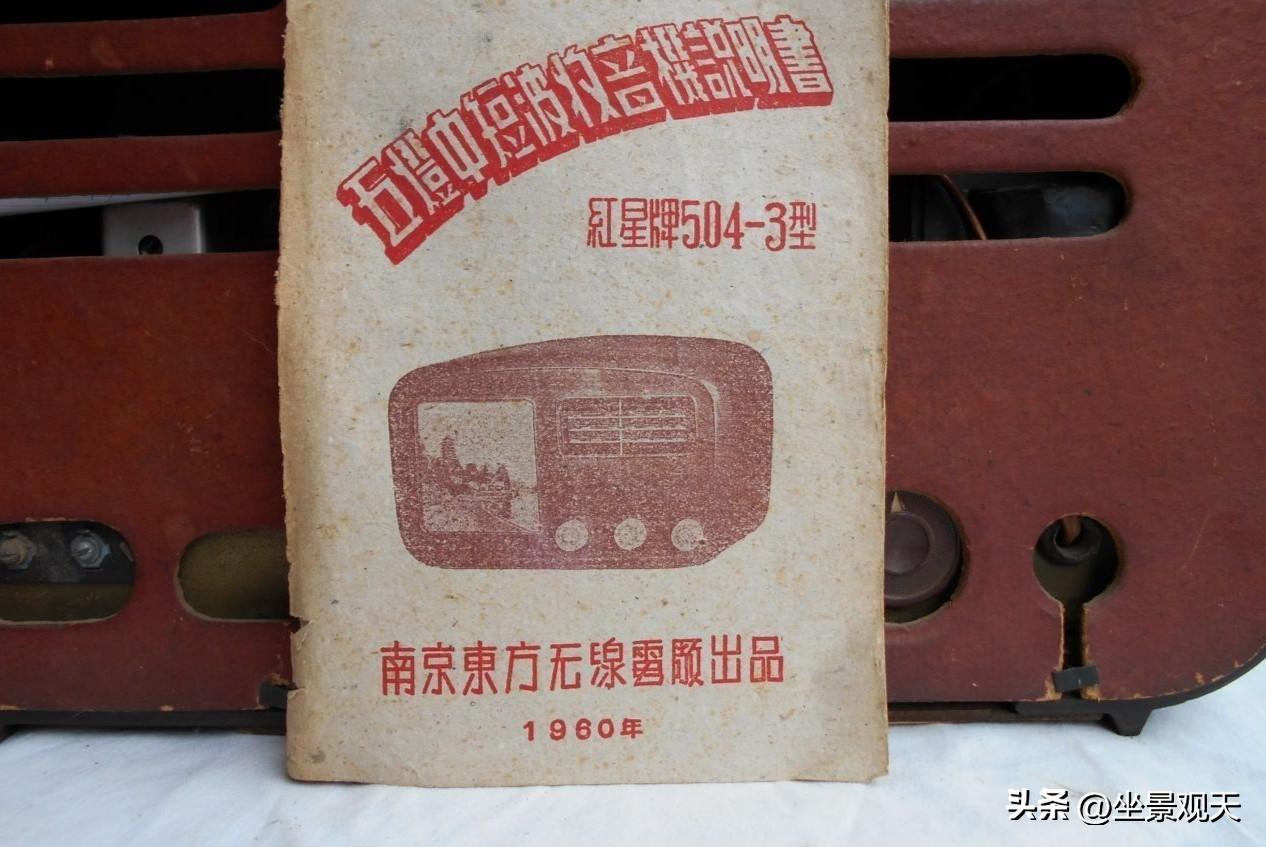 五燈中短波收音機説明書
紅星牌504-3型
南京東方无線電厰出品
1960年
头条 @坐景观天